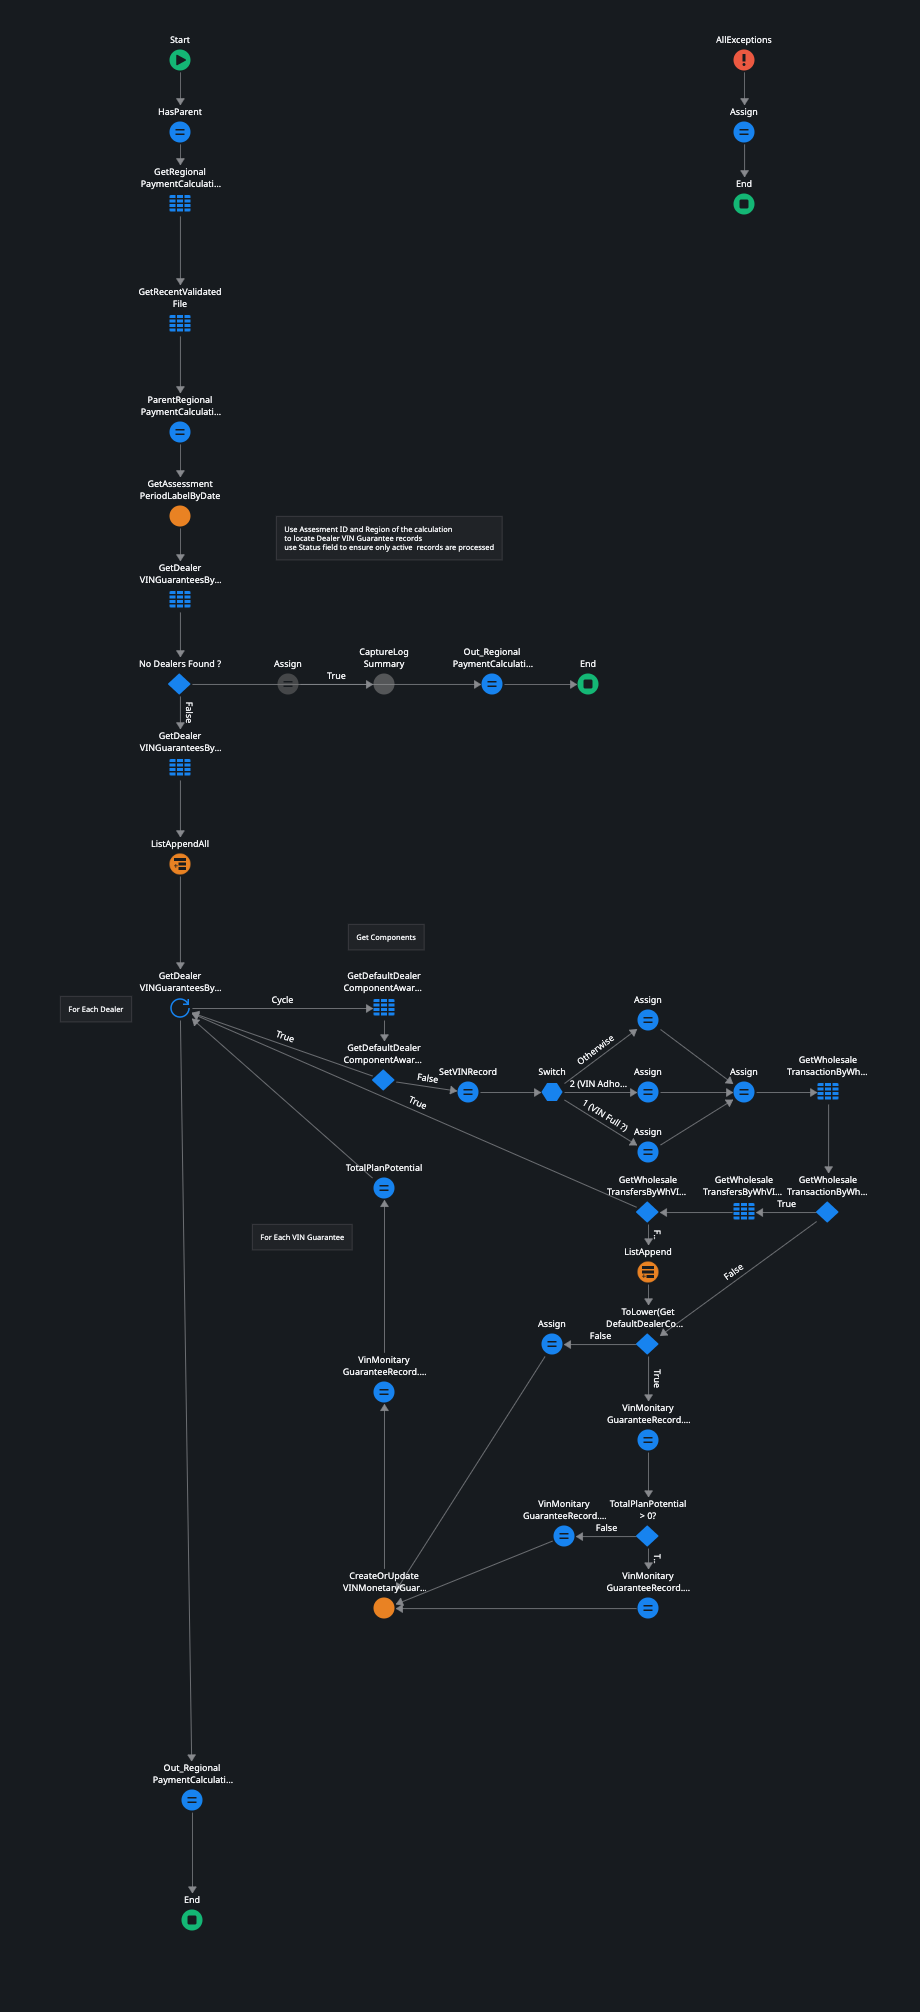 Start
AllExceptions
HasParent
Assign
GetRegional
PaymentCalculati...
End
GetRecentValidated
File
ParentRegional
PaymentCalculati...
GetAssessment
PeriodLabelByDate
Use Assesment ID and Region of the calculation
to locate Dealer VIN Guarantee records
use Status field to ensure only active  records are processed
GetDealer
VINGuaranteesBy...
No Dealers Found ?
Assign
True
CaptureLog
Summary
Out_Regional
PaymentCalculati...
End
False
GetDealer
VINGuaranteesBy...
ListAppendAll
Get Components
GetDealer
VINGuaranteesBy...
For Each Dealer
Cycle
GetDefaultDealer
ComponentAwar...
Assign
True
Otherwise
GetDefaultDealer
ComponentAwar...
False
SetVINRecord
Switch
2 (VIN Adho...
Assign
Assign
GetWholesale
TransactionByWh...
True
1 (VIN Full ?)
Assign
TotalPlanPotential
GetWholesale
TransfersByWhVI...
GetWholesale
TransfersByWhVI...
GetWholesale
TransactionByWh...
True
For Each VIN Guarantee
F...
ListAppend
False
ToLower(Get
DefaultDealerCo...
Assign
False
VinMonitary
GuaranteeRecord....
True
VinMonitary
GuaranteeRecord....
VinMonitary
GuaranteeRecord....
TotalPlanPotential
> 0?
False
T...
CreateOrUpdate
VINMonetaryGuar...
VinMonitary
GuaranteeRecord....
Out_Regional
PaymentCalculati...
End